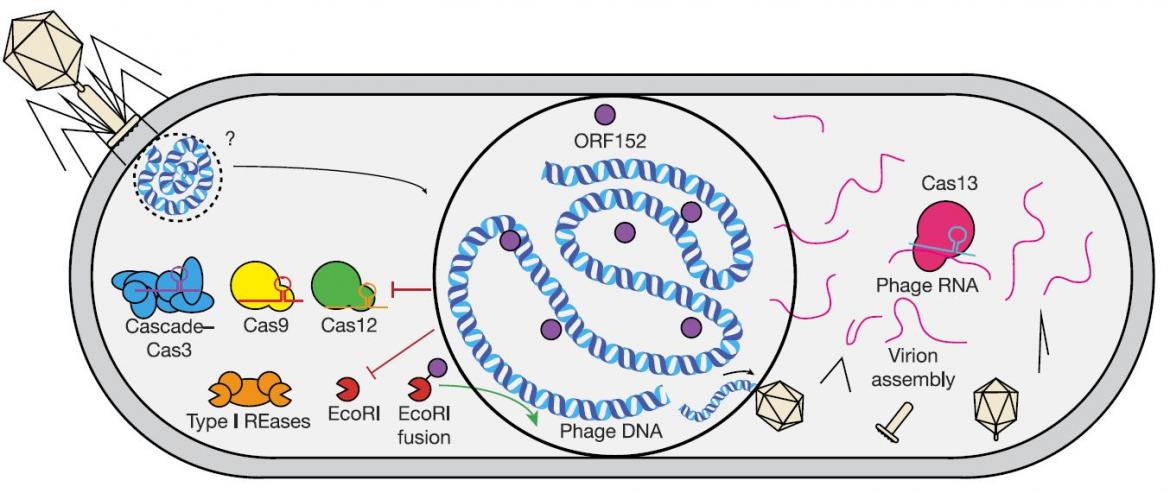 ?
ORF152
Cas13
Phage RNA
Cascade–
Cas3
Cas9
Cas12
Virion
assembly
Type I REases
EcoRI
EcoRI
fusion
Phage DNA